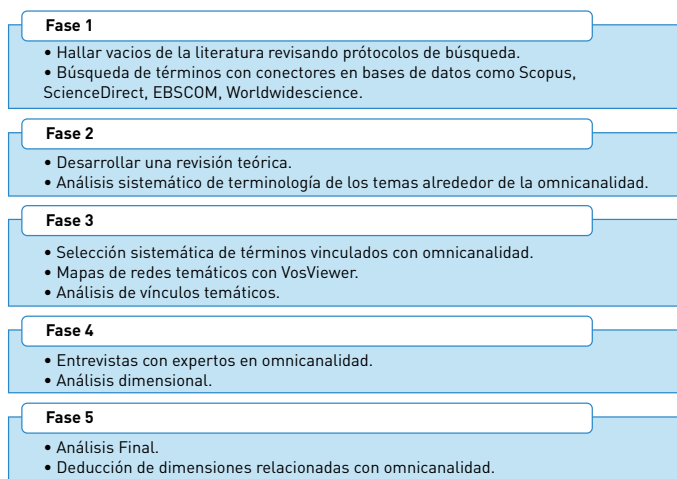 Fase 1
• Hallar vacios de la literatura revisando prótocolos de búsqueda.
• Búsqueda de términos con conectores en bases de datos como Scopus,
ScienceDirect, EBSCOM, Worldwidescience.
Fase 2
• Desarrollar una revisión teórica.
• Análisis sistemático de terminología de los temas alrededor de la omnicanalidad.
Fase 3
• Selección sistemática de términos vinculados con omnicanalidad.
• Mapas de redes temáticos con VosViewer.
• Análisis de vínculos temáticos.
Fase 4
• Entrevistas con expertos en omnicanalidad.
• Análisis dimensional.
Fase 5
• Análisis Final.
• Deducción de dimensiones relacionadas con omnicanalidad.